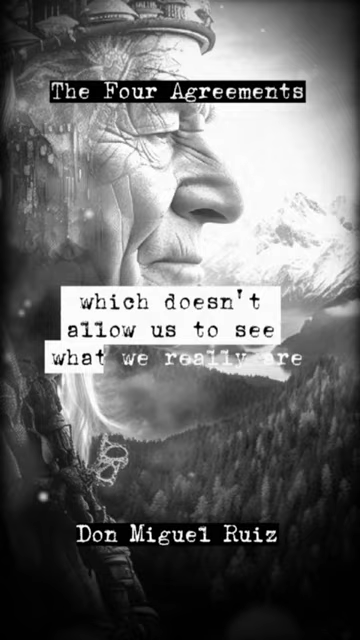 The Four Agreements
which doesn't
allow us to see
what we really are
Don Miguel Ruiz